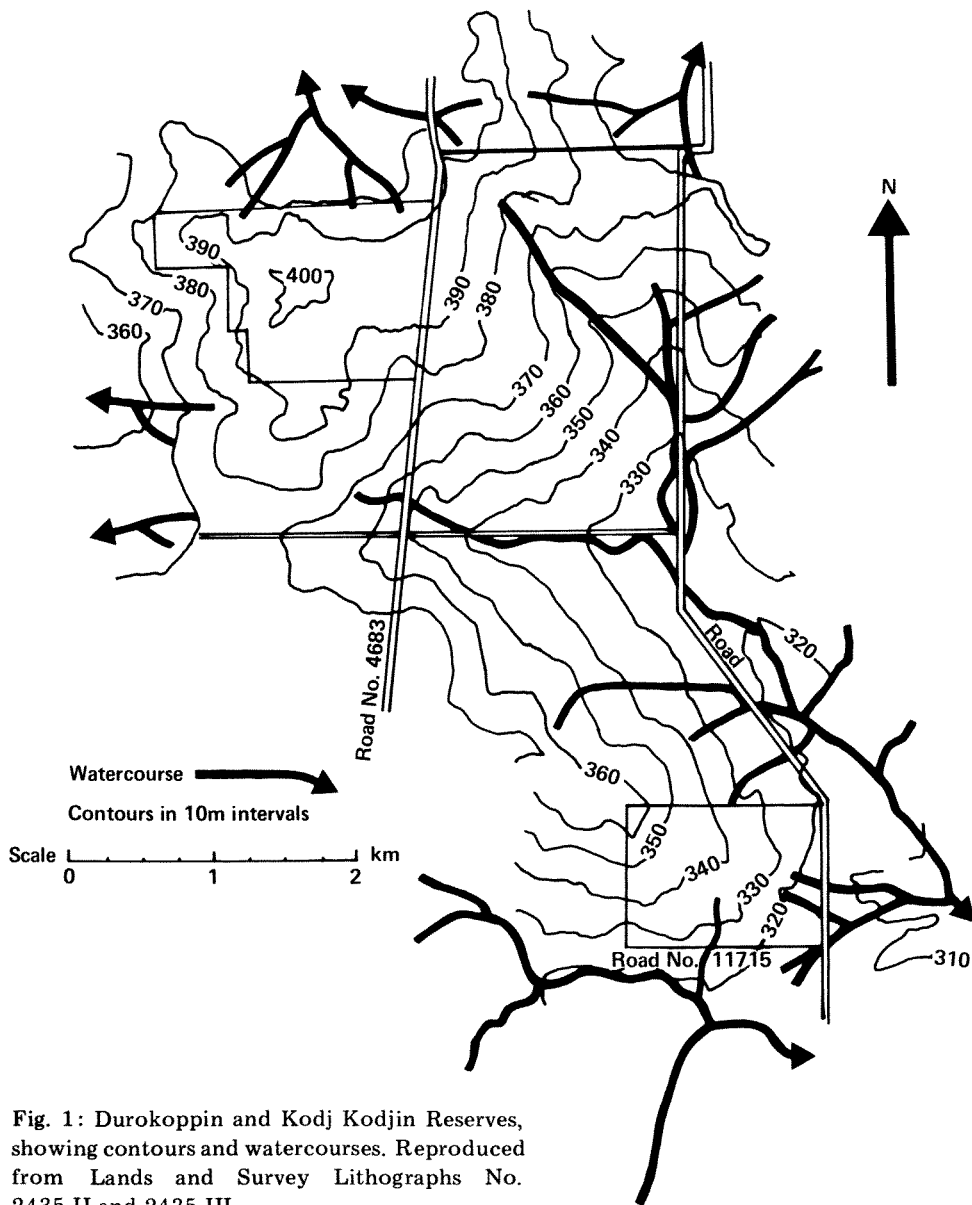 N
390
400
380
370
360
390
380
370
360
350
340
330
Road No. 4683
Road
320
Watercourse
Contours in 10m intervals
Scale
km
0 1 2
360
350
340
330
320
310
Road No. 11715
Fig. 1: Durokoppin and Kodj Kodjin Reserves,
showing contours and watercourses. Reproduced
from Lands and Survey Lithographs No.